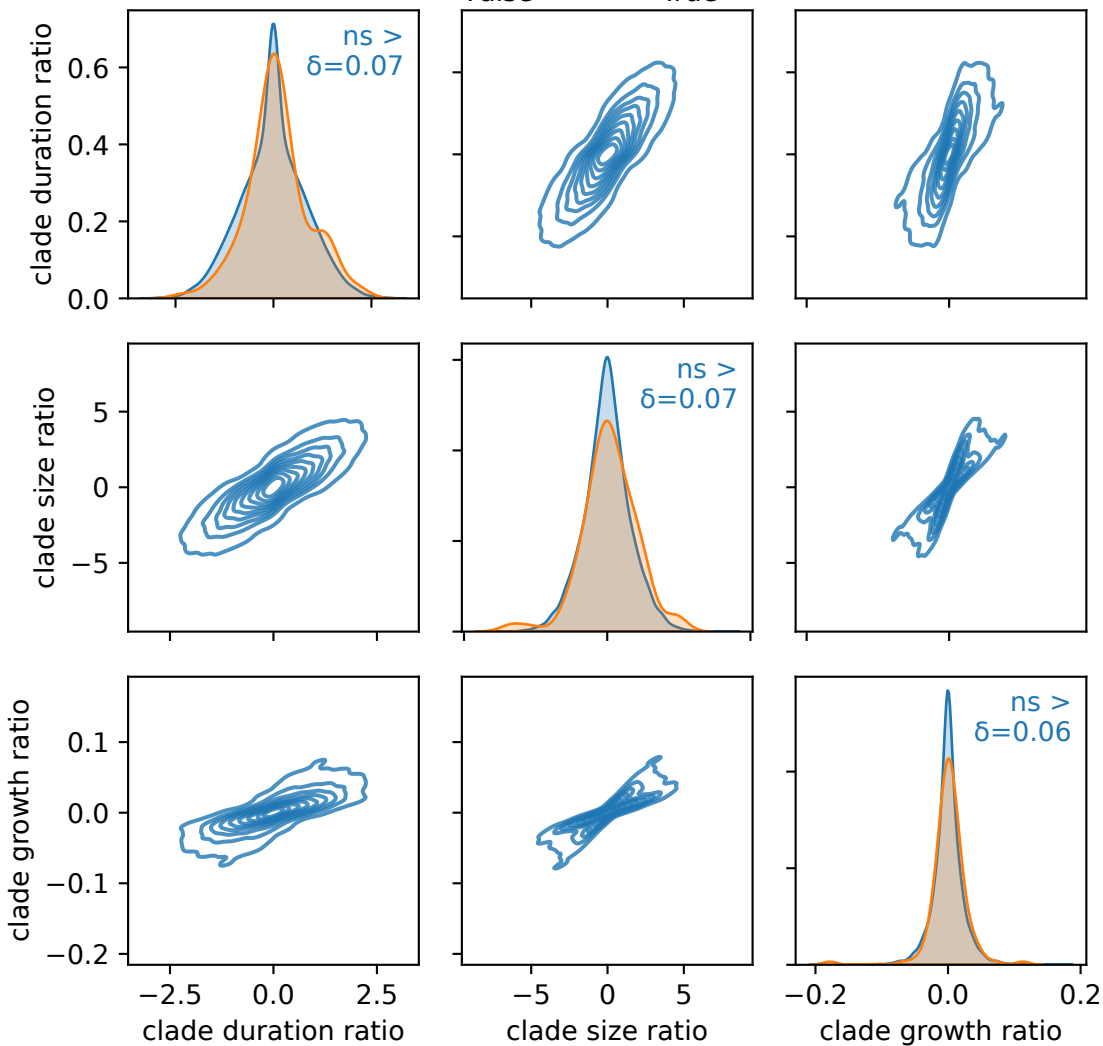 ns >
δ=0.07
clade duration ratio
0.6
0.4
0.2
0.0
ns >
δ=0.07
clade size ratio
5
0
−5
ns >
δ=0.06
clade growth ratio
0.1
0.0
−0.1
−0.2
−2.5 0.0 2.5
−5 0 5
−0.2 0.0 0.2
clade duration ratio
clade size ratio
clade growth ratio